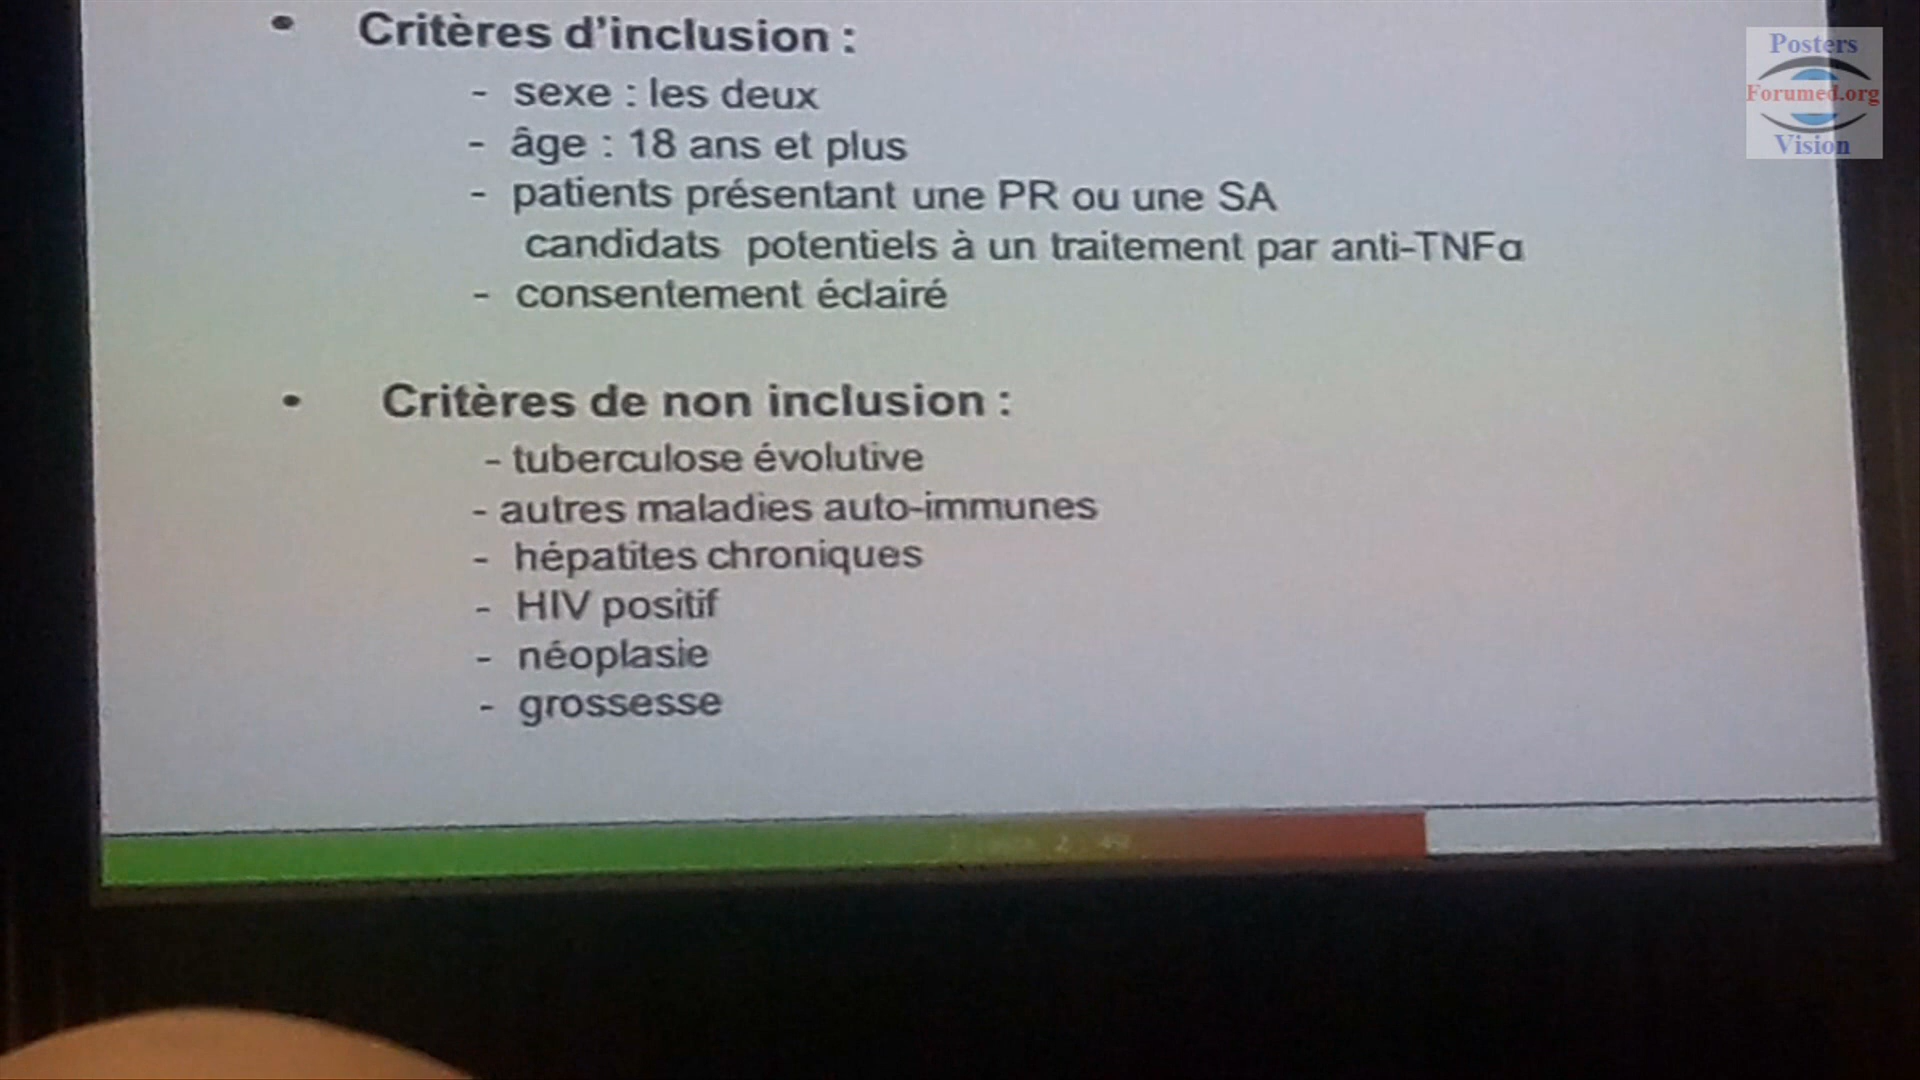 • Critères d'inclusion :
- sexe : les deux
- âge : 18 ans et plus
- patients présentant une PR ou une SA
candidats potentiels à un traitement par anti-TNFα
- consentement éclairé
• Critères de non inclusion :
- tuberculose évolutive
- autres maladies auto-immunes
- hépatites chroniques
- HIV positif
- néoplasie
- grossesse
Posters
Forumed.org
Vision